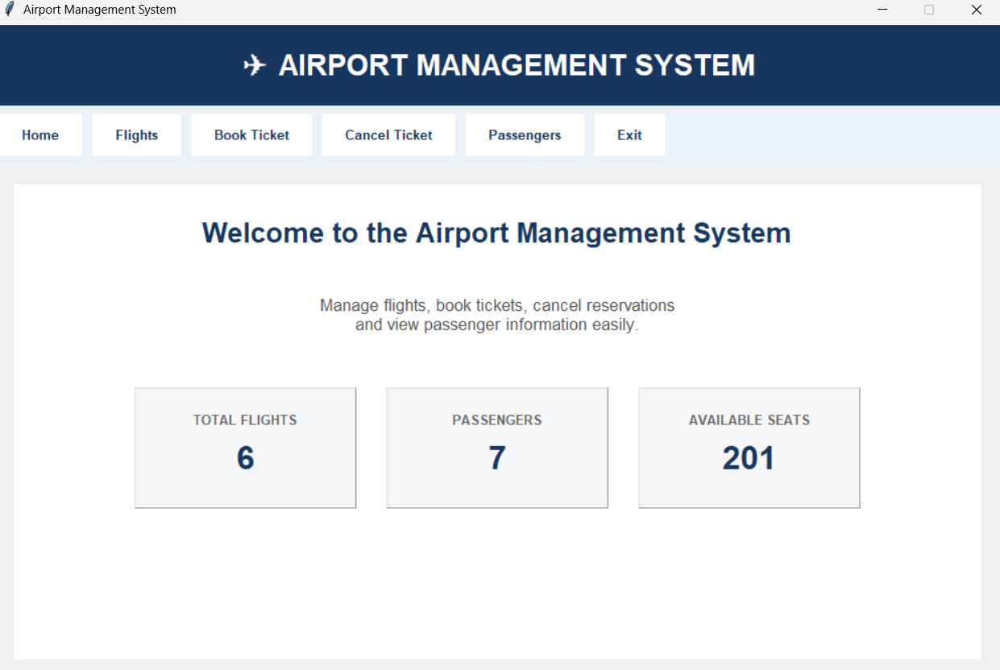 Airport Management System
✈ AIRPORT MANAGEMENT SYSTEM
Home Flights Book Ticket Cancel Ticket Passengers Exit
Welcome to the Airport Management System
Manage flights, book tickets, cancel reservations
and view passenger information easily.
TOTAL FLIGHTS PASSENGERS AVAILABLE SEATS
6 7 201